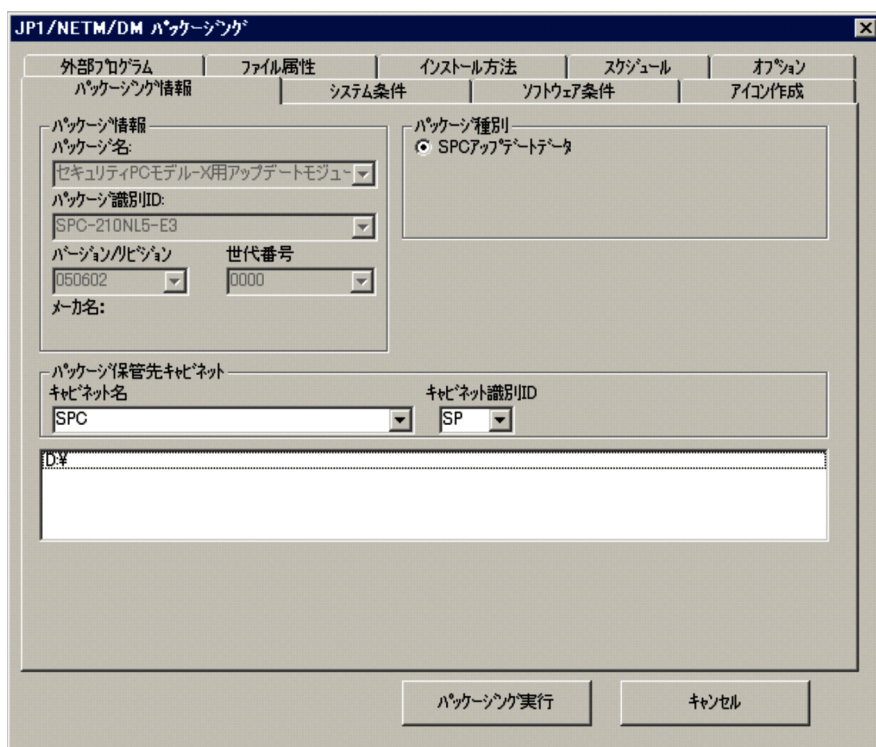 JP1/NETM/DM ﾊﾟｯｹｰｼﾞﾝｸﾞ
外部ﾌﾟﾛｸﾞﾗﾑ
ﾌｧｲﾙ属性
ｲﾝｽﾄｰﾙ方法
ｽｹｼﾞｭｰﾙ
ｵﾌﾟｼｮﾝ
ﾊﾟｯｹｰｼﾞﾝｸﾞ情報
ｼｽﾃﾑ条件
ｿﾌﾄｳｪｱ条件
ｱｲｺﾝ作成
ﾊﾟｯｹｰｼﾞ情報
ﾊﾟｯｹｰｼﾞ名:
セキュリティPCモデル-X用アップデートモジュー
ﾊﾟｯｹｰｼﾞ識別ID:
SPC-210NL5-E3
ﾊﾞｰｼﾞｮﾝ/ﾘﾋﾞｼﾞｮﾝ
世代番号
050602
0000
ﾒｰｶ名:
ﾊﾟｯｹｰｼﾞ種別
SPCｱｯﾌﾟﾃﾞｰﾄﾃﾞｰﾀ
ﾊﾟｯｹｰｼﾞ保管先ｷｬﾋﾞﾈｯﾄ
ｷｬﾋﾞﾈｯﾄ名
ｷｬﾋﾞﾈｯﾄ識別ID
SPC
SP
D:¥
ﾊﾟｯｹｰｼﾞﾝｸﾞ実行
ｷｬﾝｾﾙ